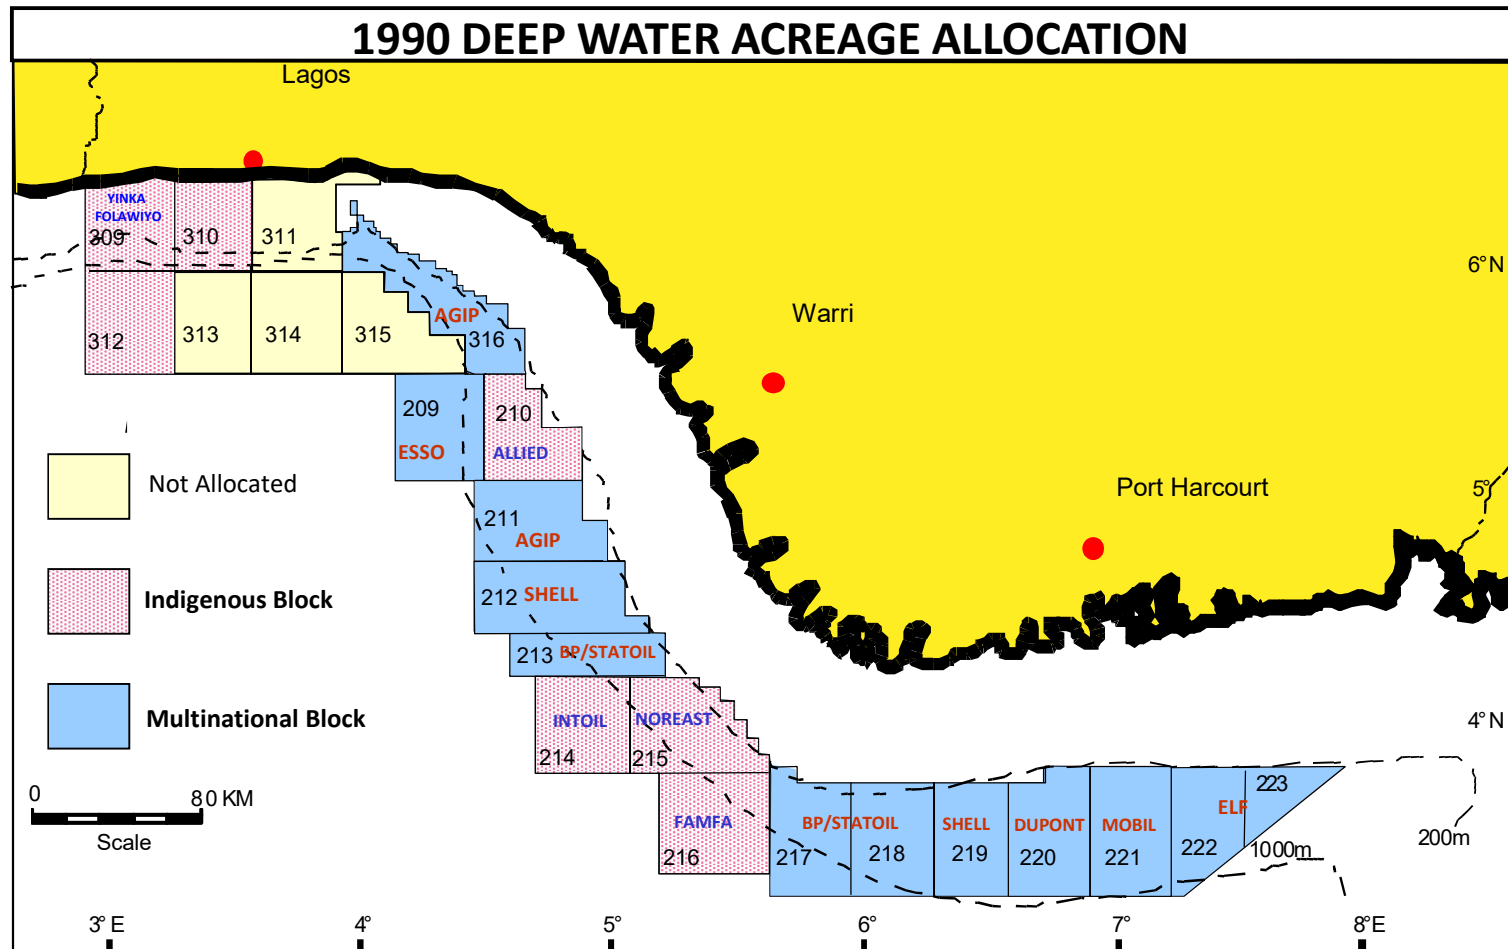 1990 DEEP WATER ACREAGE ALLOCATION
Lagos
YINKA
FOLAWIYO
309
310
311
6° N
312
313
314
315
AGIP
316
Warri
209
ESSO
210
ALLIED
Not Allocated
Port Harcourt
5°
211
AGIP
Indigenous Block
212 SHELL
213 BP/STATOIL
Multinational Block
INTOIL
214
NOREAST
215
4° N
0 80 KM
Scale
FAMFA
216
BP/STATOIL
217
218
SHELL
219
DUPONT
220
MOBIL
221
ELF
222
223
1000m
200m
3° E
4°
5°
6°
7°
8°E